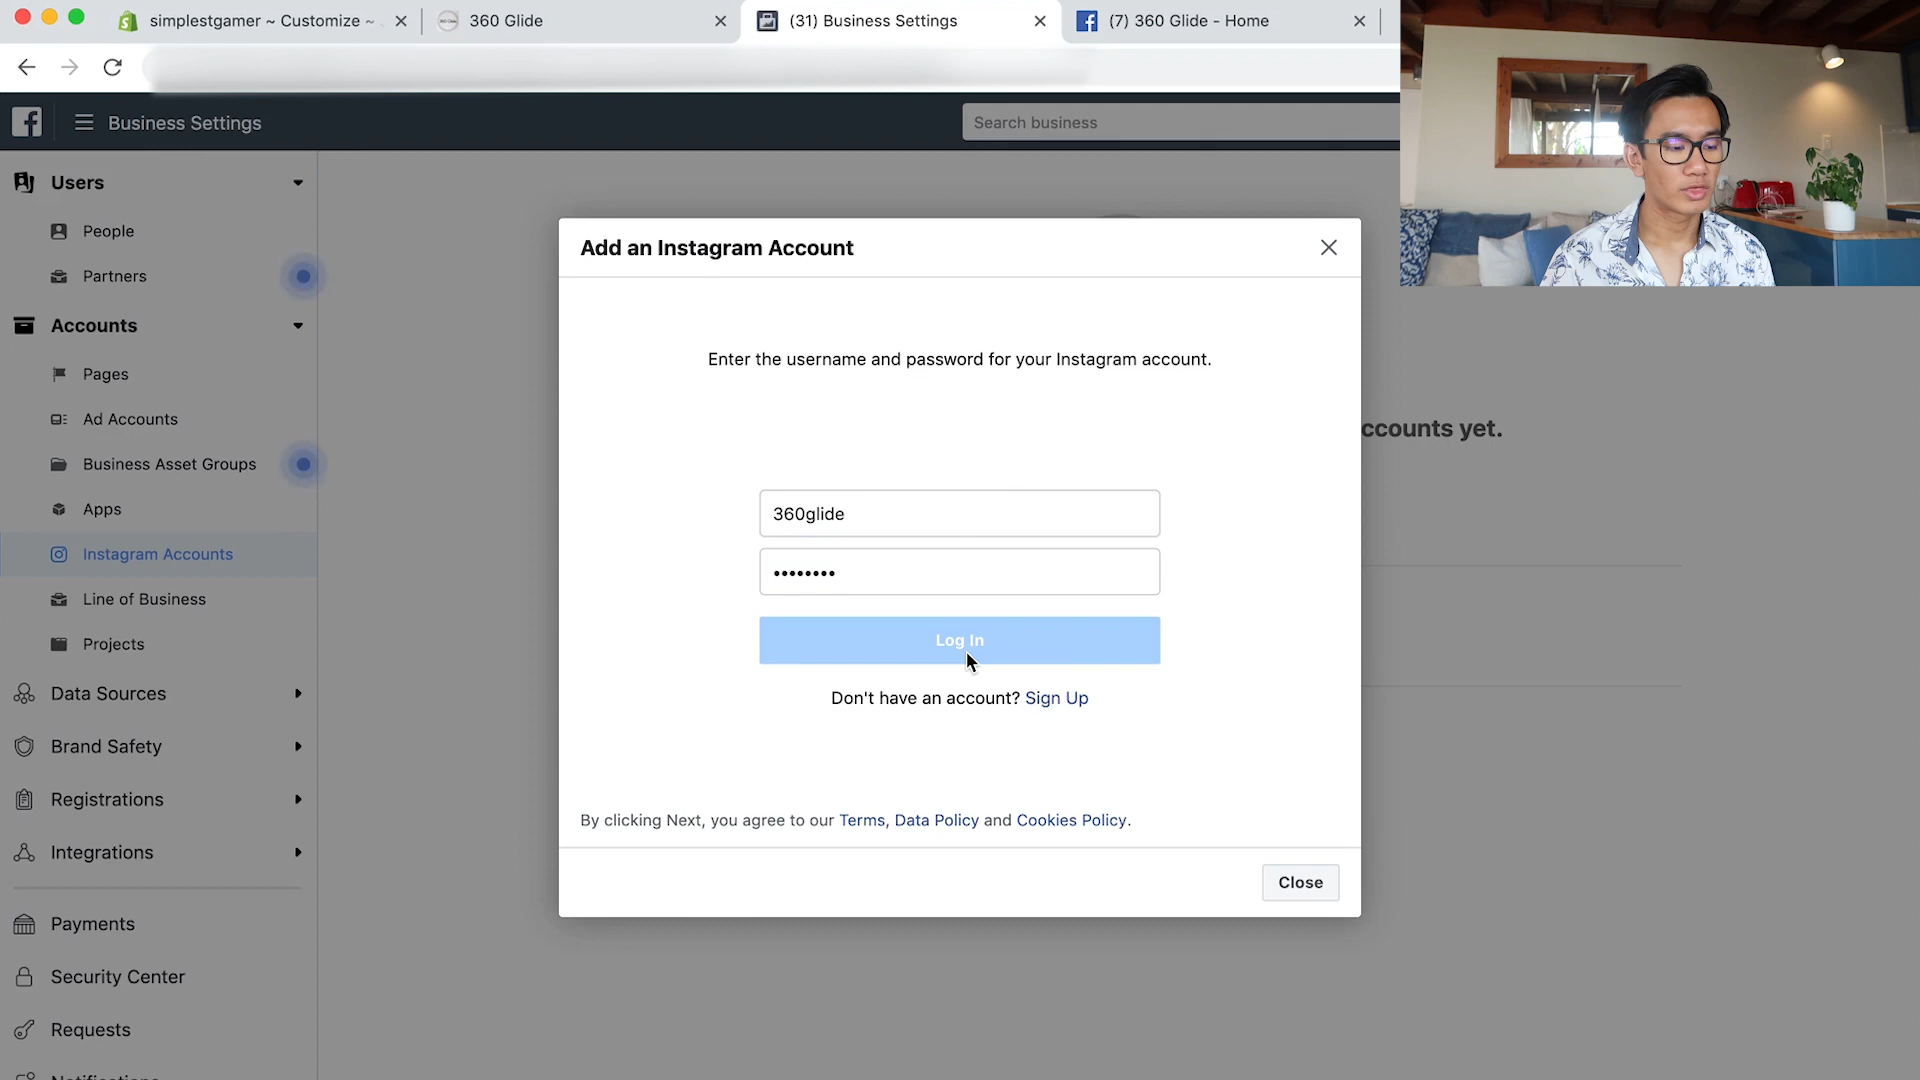 simplestgamer ~ Customize ~
360 Glide
(31) Business Settings
(7) 360 Glide - Home
Business Settings
Search business
Users
People
Partners
Accounts
Pages
Ad Accounts
Business Asset Groups
Apps
Instagram Accounts
Line of Business
Projects
Data Sources
Brand Safety
Registrations
Integrations
Payments
Security Center
Requests
Add an Instagram Account
Enter the username and password for your Instagram account.
ccounts yet.
360glide
••••••••
Log In
Don't have an account? Sign Up
By clicking Next, you agree to our Terms, Data Policy and Cookies Policy.
Close